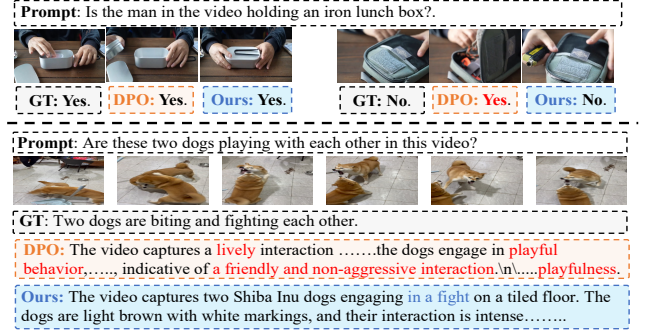 Prompt: Is the man in the video holding an iron lunch box?.
GT: Yes. DPO: Yes. Ours: Yes. GT: No. DPO: Yes. Ours: No.
Prompt: Are these two dogs playing with each other in this video?
GT: Two dogs are biting and fighting each other.
DPO: The video captures a lively interaction …….the dogs engage in playful
behavior,….., indicative of a friendly and non-aggressive interaction.\n\.....playfulness.
Ours: The video captures two Shiba Inu dogs engaging in a fight on a tiled floor. The
dogs are light brown with white markings, and their interaction is intense……..